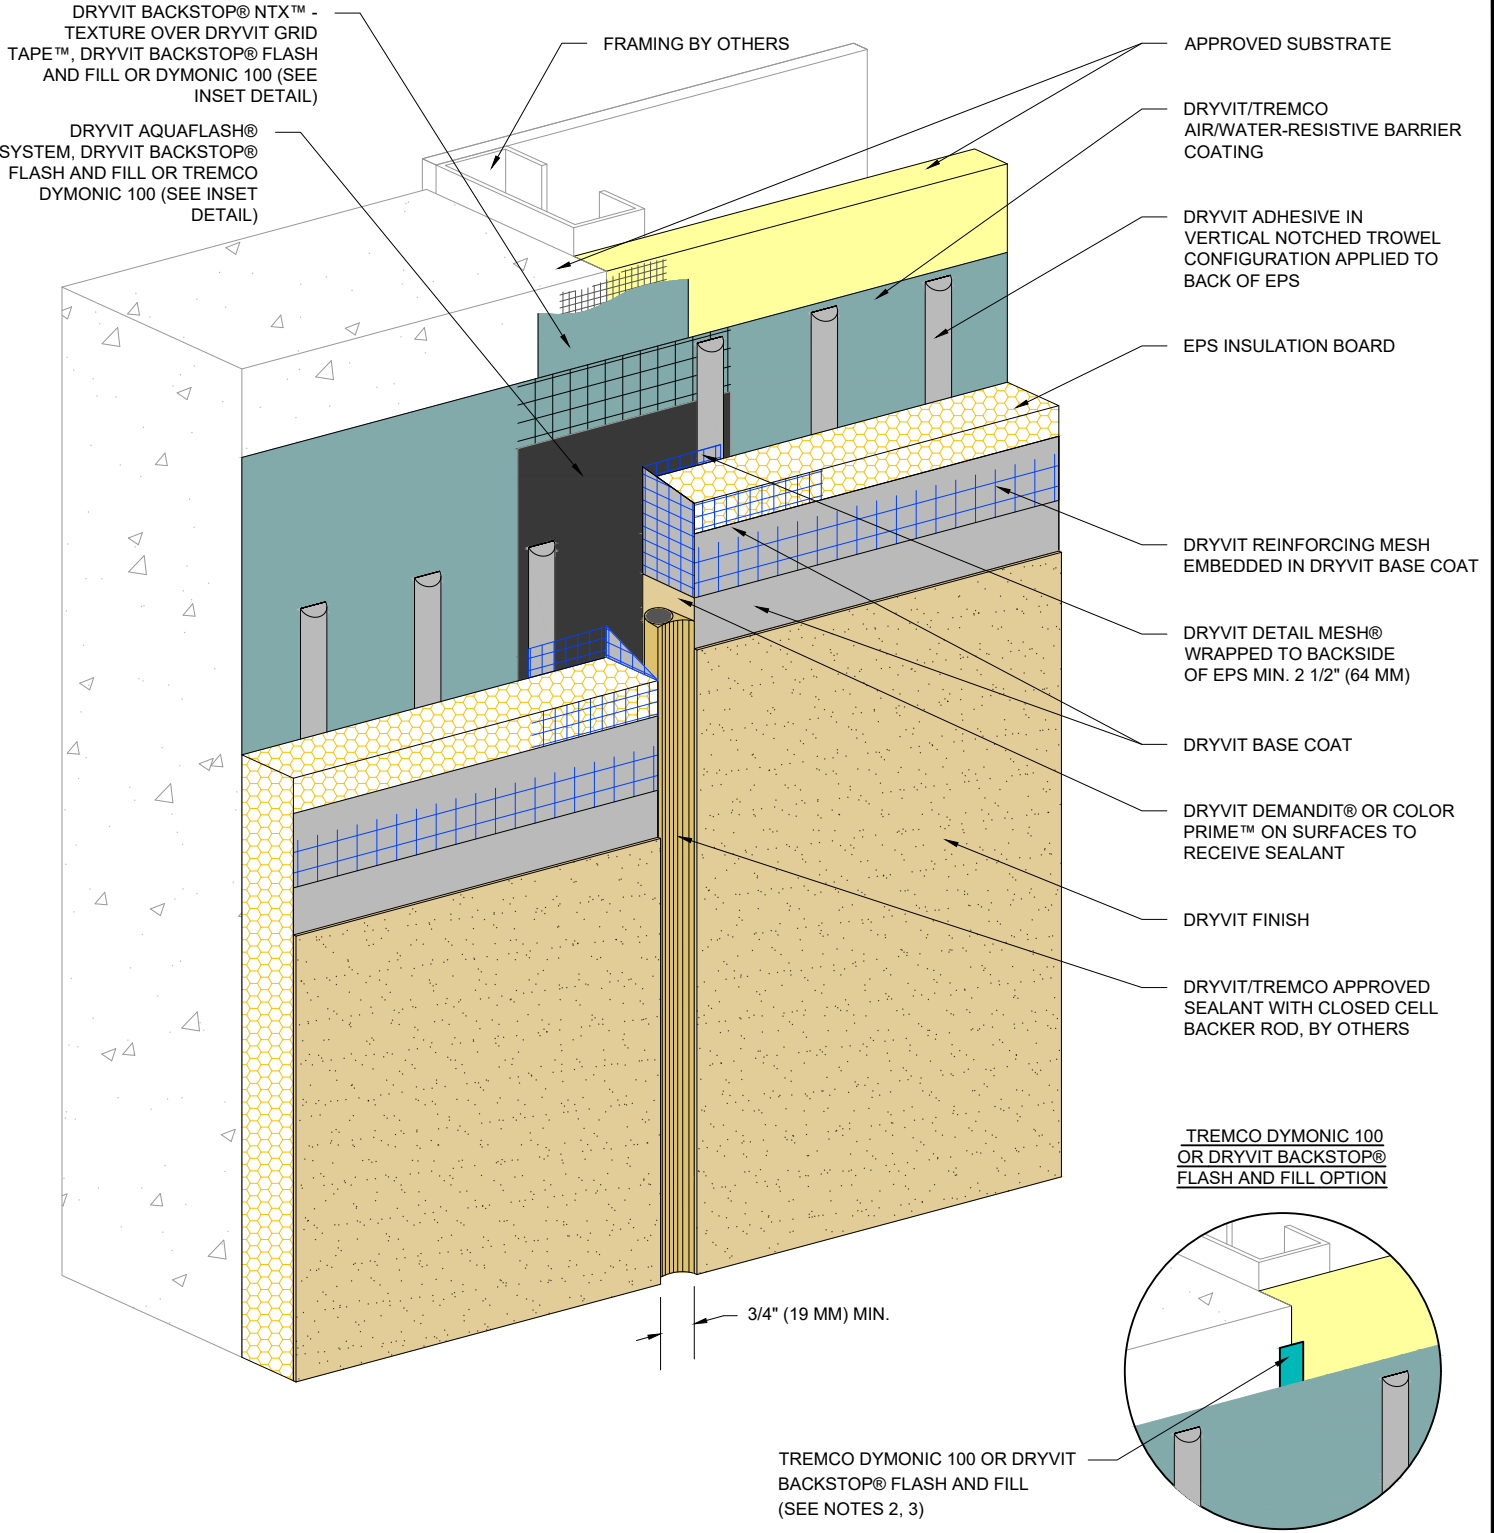 DRYVIT BACKSTOP® NTX™ -
TEXTURE OVER DRYVIT GRID
TAPE™, DRYVIT BACKSTOP® FLASH
AND FILL OR DYMONIC 100 (SEE
INSET DETAIL)
DRYVIT AQUAFLASH®
SYSTEM, DRYVIT BACKSTOP®
FLASH AND FILL OR TREMCO
DYMONIC 100 (SEE INSET
DETAIL)
FRAMING BY OTHERS
APPROVED SUBSTRATE
DRYVIT/TREMCO
AIR/WATER-RESISTIVE BARRIER
COATING
DRYVIT ADHESIVE IN
VERTICAL NOTCHED TROWEL
CONFIGURATION APPLIED TO
BACK OF EPS
EPS INSULATION BOARD
DRYVIT REINFORCING MESH
EMBEDDED IN DRYVIT BASE COAT
DRYVIT DETAIL MESH®
WRAPPED TO BACKSIDE
OF EPS MIN. 2 1/2" (64 MM)
DRYVIT BASE COAT
DRYVIT DEMANDIT® OR COLOR
PRIME™ ON SURFACES TO
RECEIVE SEALANT
DRYVIT FINISH
DRYVIT/TREMCO APPROVED
SEALANT WITH CLOSED CELL
BACKER ROD, BY OTHERS
TREMCO DYMONIC 100
OR DRYVIT BACKSTOP®
FLASH AND FILL OPTION
3/4" (19 MM) MIN.
TREMCO DYMONIC 100 OR DRYVIT
BACKSTOP® FLASH AND FILL
(SEE NOTES 2, 3)